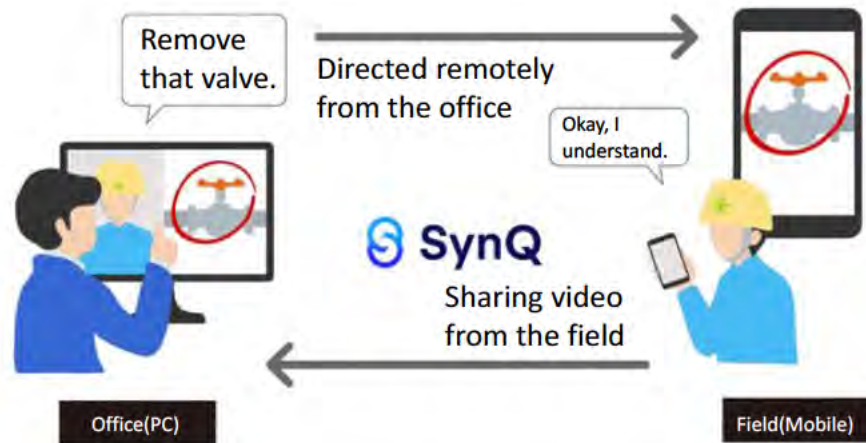 Remove
that valve.
Directed remotely
from the office
Okay, I
understand.
SynQ
Sharing video
from the field
Office(PC)
Field(Mobile)